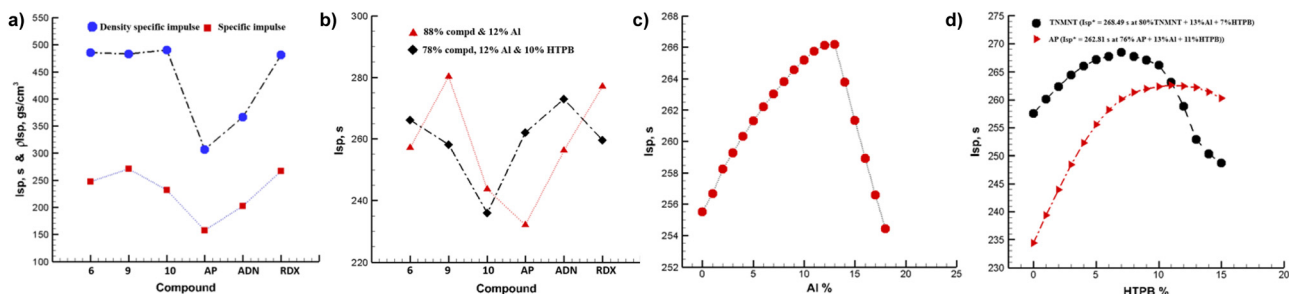 a)
Density specific impulse
Specific impulse
Isp, s & ρIsp, gs/cm³
550
500
450
400
350
300
250
200
150
100
6 9 10 AP ADN RDX
Compound
b)
88% compd & 12% Al
78% compd, 12% Al & 10% HTPB
Isp, s
280
260
240
220
6 9 10 AP ADN RDX
Compound
c)
Isp, s
268
266
264
262
260
258
256
254
252
0 5 10 15 20 25
Al %
d)
TNMNT (Isp* = 268.49 s at 80%TNMNT + 13%Al + 7%HTPB)
AP (Isp* = 262.81 s at 76% AP + 13%Al + 11%HTPB))
Isp, s
275
270
265
260
255
250
245
240
235
230
0 5 10 15 20
HTPB %